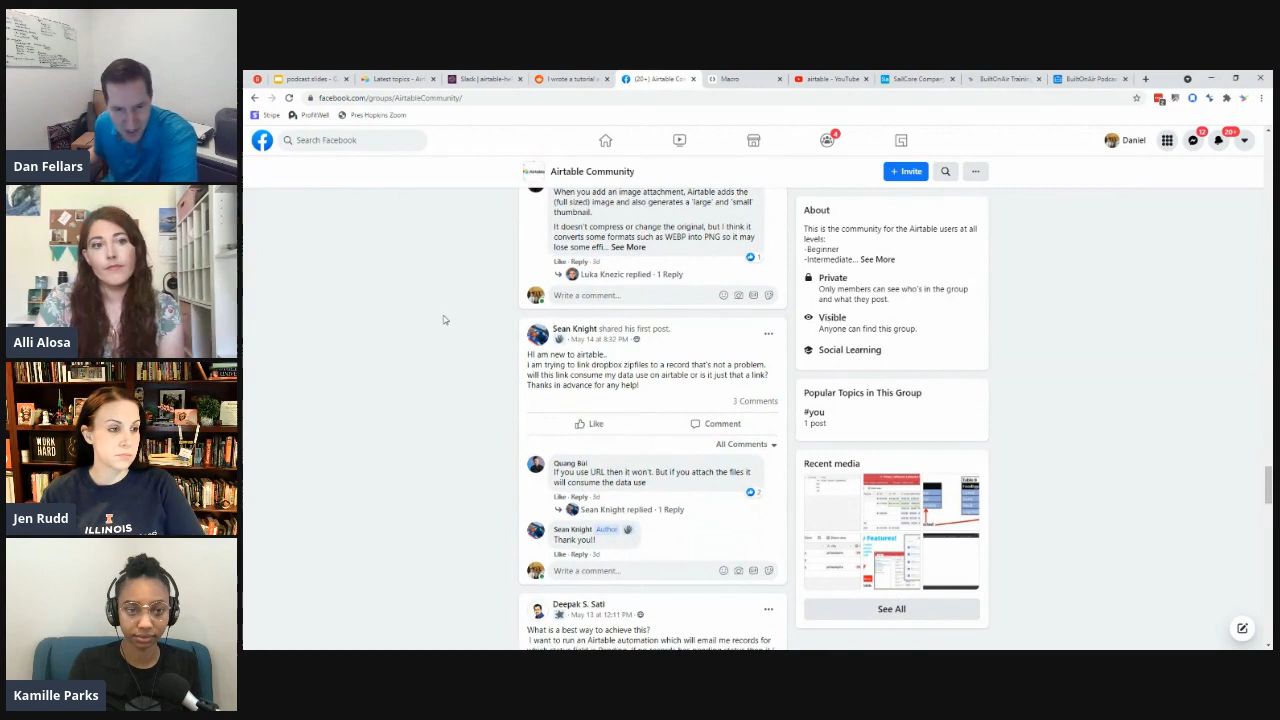 Dan Fellars
Alli Alosa
WORK
HARD
ILLINOIS
Jen Rudd
Kamille Parks
podcast slides - G
Latest topics - Airt
Slack | airtable-hel
I wrote a tutorial a
(20+) Airtable Co
Macro
airtable - YouTube
SailCore Compan
BuiltOnAir Trainin
BuiltOnAir Podca
facebook.com/groups/AirtableCommunity/
Stripe
ProfitWell
Pres Hopkins Zoom
Search Facebook
4
Daniel
12
20+
Airtable Community
+ Invite
When you add an image attachment, Airtable adds the
(full sized) image and also generates a 'large' and 'small'
thumbnail.
It doesn't compress or change the original, but I think it
converts some formats such as WEBP into PNG so it may
lose some effi... See More
1
Like · Reply · 3d
Luka Knezic replied · 1 Reply
Write a comment...
Sean Knight shared his first post.
May 14 at 8:32 PM
HI am new to airtable..
i am trying to link dropbox zipfiles to a record that's not a problem.
will this link consume my data use on airtable or is it just that a link?
Thanks in advance for any help!
3 Comments
Like
Comment
All Comments
Quang Bùi
If you use URL then it won't. But if you attach the files it
will consume the data use
2
Like · Reply · 5d
Sean Knight replied · 1 Reply
Sean Knight Author
Thank you!!
Like · Reply · 3d
Write a comment...
Deepak S. Sati
May 13 at 12:11 PM
What is a best way to achieve this?
I want to run an Airtable automation which will email me records for
About
This is the community for the Airtable users at all
levels:
-Beginner
-Intermediate... See More
Private
Only members can see who's in the group
and what they post.
Visible
Anyone can find this group.
Social Learning
Popular Topics in This Group
#you
1 post
Recent media
Features!
See All